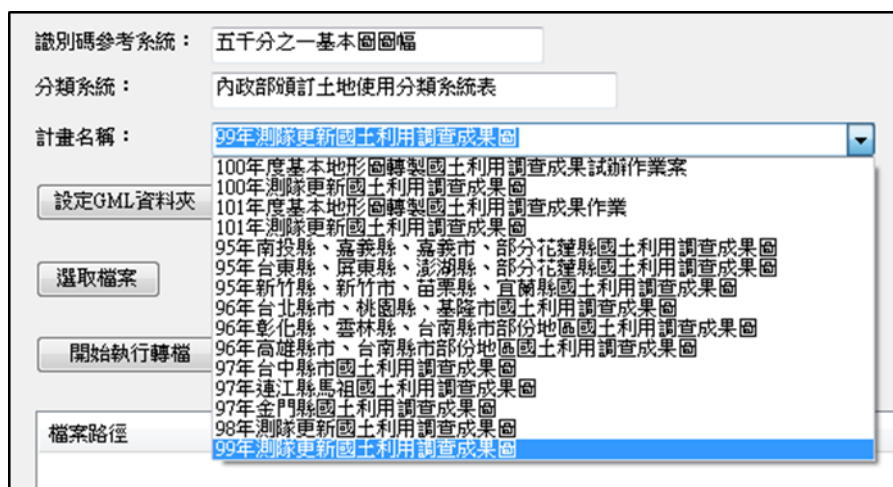 識別碼參考系統： 五千分之一基本圖圖幅
分類系統： 內政部頒訂土地使用分類系統表
計畫名稱： 99年測隊更新國土利用調查成果圖
100年度基本地形圖轉製國土利用調查成果試辦作業案
100年測隊更新國土利用調查成果圖
設定GML資料夾
101年度基本地形圖轉製國土利用調查成果作業
101年測隊更新國土利用調查成果圖
95年南投縣、嘉義縣、嘉義市、部分花蓮縣國土利用調查成果圖
95年台東縣、屏東縣、澎湖縣、部分花蓮縣國土利用調查成果圖
選取檔案
95年新竹縣、新竹市、苗栗縣、宜蘭縣國土利用調查成果圖
96年台北縣市、桃園縣、基隆市國土利用調查成果圖
96年彰化縣、雲林縣、台南縣市部份地區國土利用調查成果圖
96年高雄縣市、台南縣市部份地區國土利用調查成果圖
開始執行轉檔
97年台中縣市國土利用調查成果圖
97年連江縣馬祖國土利用調查成果圖
97年金門縣國土利用調查成果圖
檔案路徑
98年測隊更新國土利用調查成果圖
99年測隊更新國土利用調查成果圖